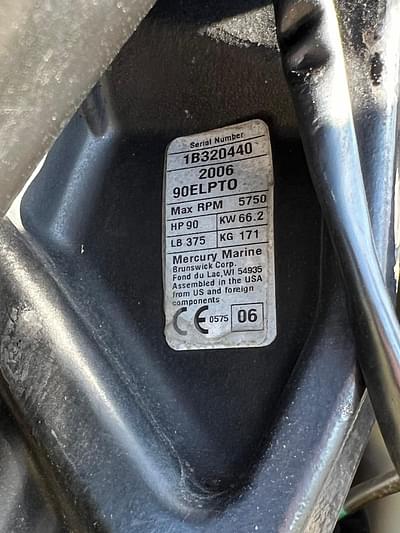 Serial Number
1B320440
2006
90ELPTO
Max RPM 5750
HP 90 KW 66.2
LB 375 KG 171
Mercury Marine
Brunswick Corp.
Fond du Lac, WI 54935
Assembled in the USA
from US and foreign
components
CE 0575 06